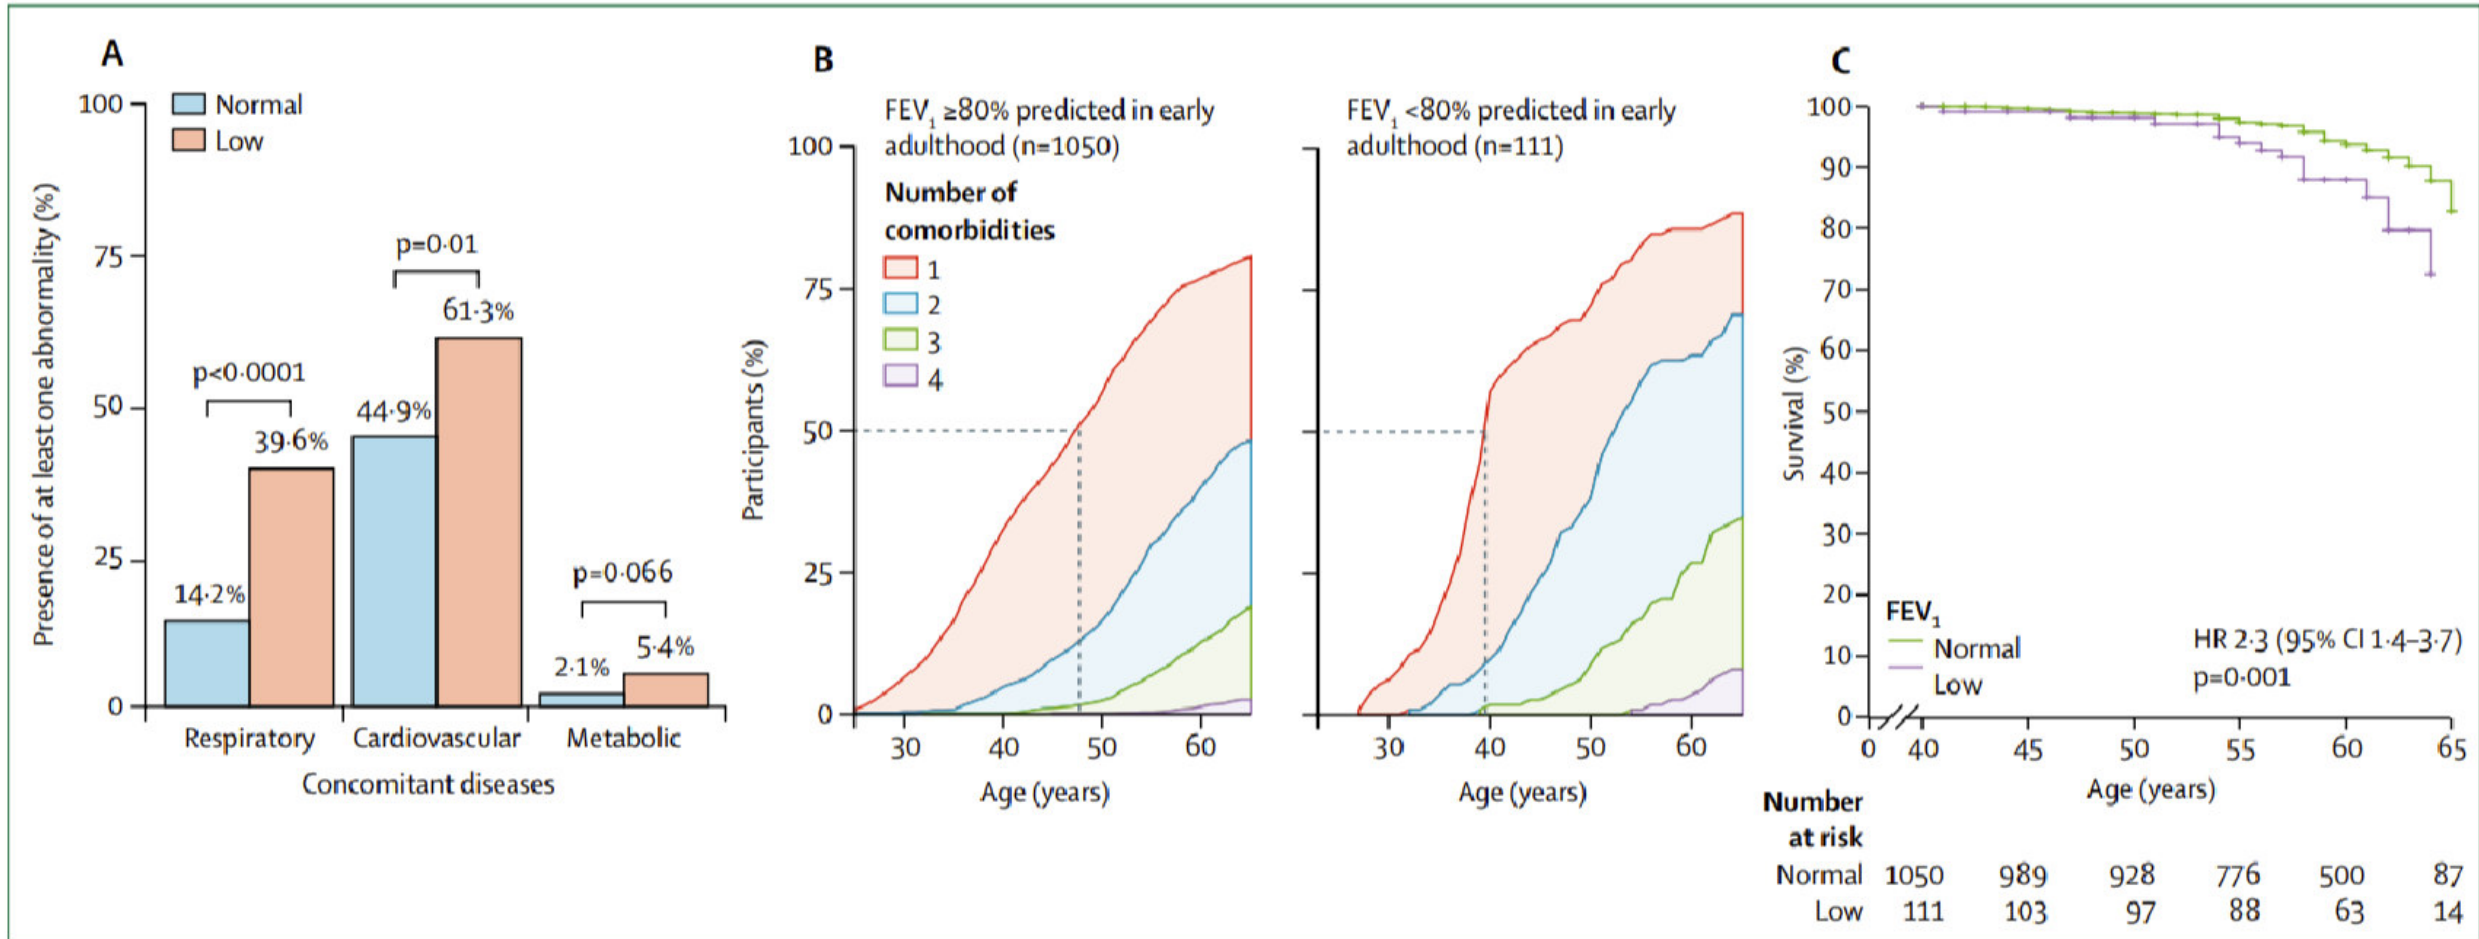 A
100
Normal
Low
75
50
25
0
Presence of at least one abnormality (%)
p<0·0001
p=0·01
p=0·066
14·2%
39·6%
44·9%
61·3%
2·1%
5·4%
Respiratory
Cardiovascular
Metabolic
Concomitant diseases
B
FEV1 ≥80% predicted in early
adulthood (n=1050)
Number of
comorbidities
1
2
3
4
100
75
50
25
0
Participants (%)
30 40 50 60
Age (years)
FEV1 <80% predicted in early
adulthood (n=111)
30 40 50 60
Age (years)
C
100
90
80
70
60
50
40
30
20
10
0
Survival (%)
FEV1
Normal
Low
HR 2·3 (95% CI 1·4–3·7)
p=0·001
0 40 45 50 55 60 65
Age (years)
Number
at risk
Normal 1050 989 928 776 500 87
Low 111 103 97 88 63 14